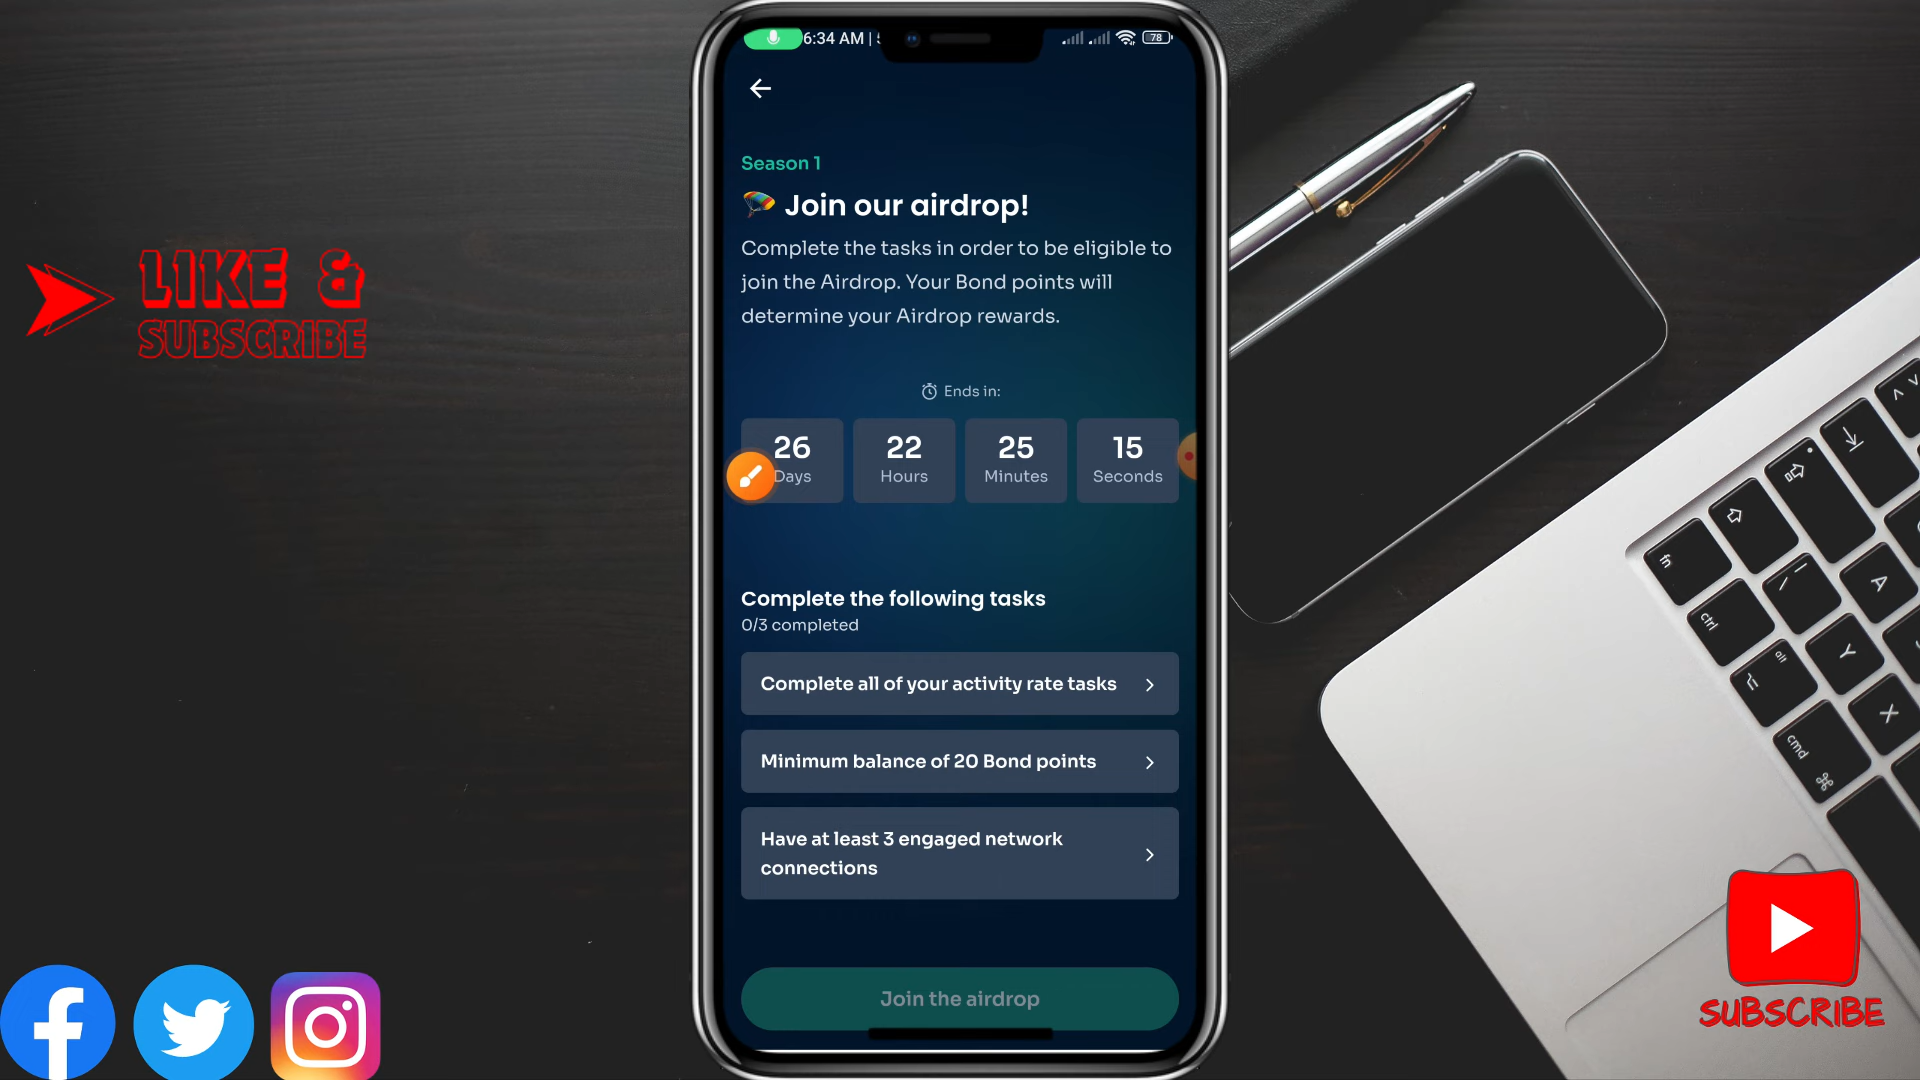 6:34 AM |
78
Season 1
Join our airdrop!
Complete the tasks in order to be eligible to
join the Airdrop. Your Bond points will
determine your Airdrop rewards.
Ends in:
26 22 25 15
Days Hours Minutes Seconds
Complete the following tasks
0/3 completed
Complete all of your activity rate tasks
Minimum balance of 20 Bond points
Have at least 3 engaged network
connections
Join the airdrop
LIKE &
SUBSCRIBE
SUBSCRIBE
fn
ctrl
alt
cmd
A
Y
X